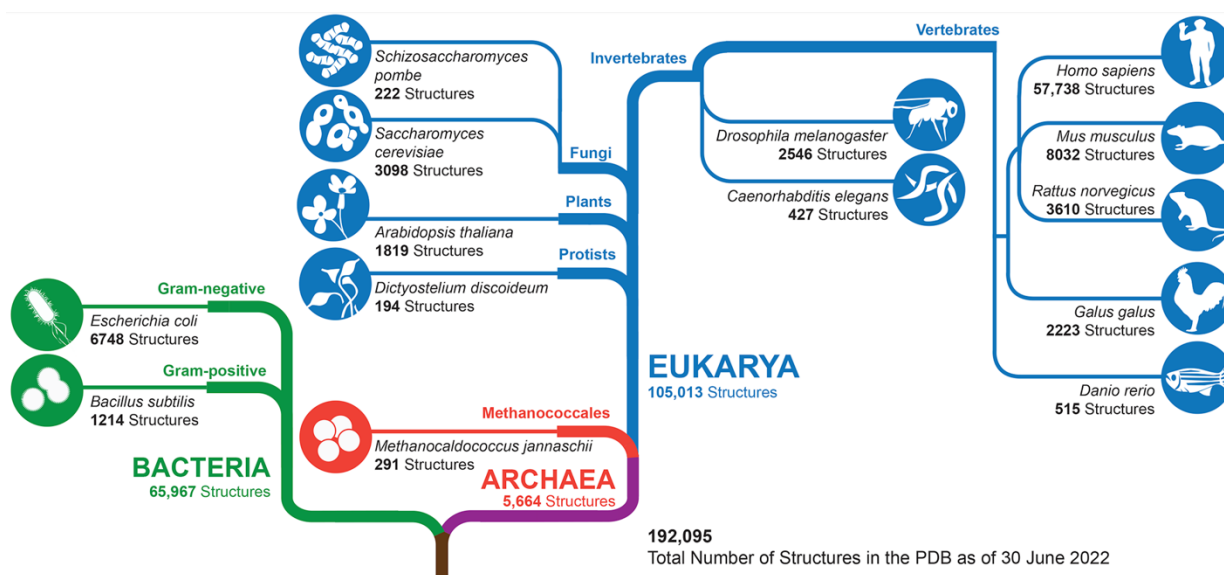 Schizosaccharomyces
pombe
222 Structures
Saccharomyces
cerevisiae
3098 Structures
Fungi
Arabidopsis thaliana
1819 Structures
Plants
Dictyostelium discoideum
194 Structures
Protists
Invertebrates
Vertebrates
Drosophila melanogaster
2546 Structures
Caenorhabditis elegans
427 Structures
Homo sapiens
57,738 Structures
Mus musculus
8032 Structures
Rattus norvegicus
3610 Structures
Galus galus
2223 Structures
Danio rerio
515 Structures
EUKARYA
105,013 Structures
Gram-negative
Escherichia coli
6748 Structures
Gram-positive
Bacillus subtilis
1214 Structures
BACTERIA
65,967 Structures
Methanococcales
Methanocaldococcus jannaschii
291 Structures
ARCHAEA
5,664 Structures
192,095
Total Number of Structures in the PDB as of 30 June 2022